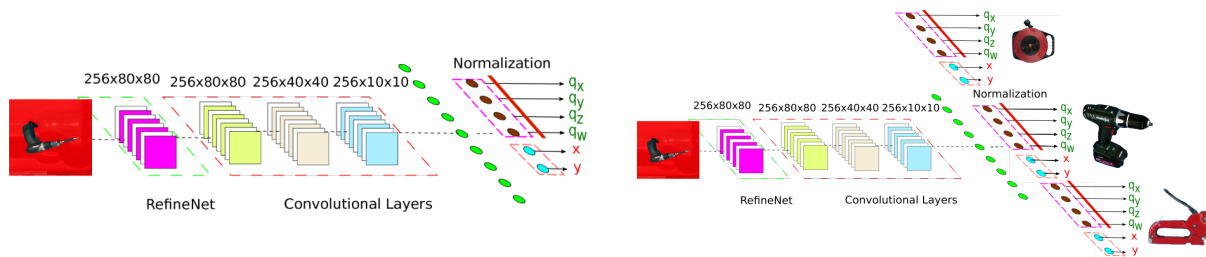 Normalization
256x80x80
256x80x80 256x40x40 256x10x10
qx
qy
qz
qw
x
y
RefineNet
Convolutional Layers
qx
qy
qz
qw
x
y
Normalization
256x80x80
256x80x80 256x40x40 256x10x10
qx
qy
qz
qw
x
y
RefineNet
Convolutional Layers
qx
qy
qz
qw
x
y